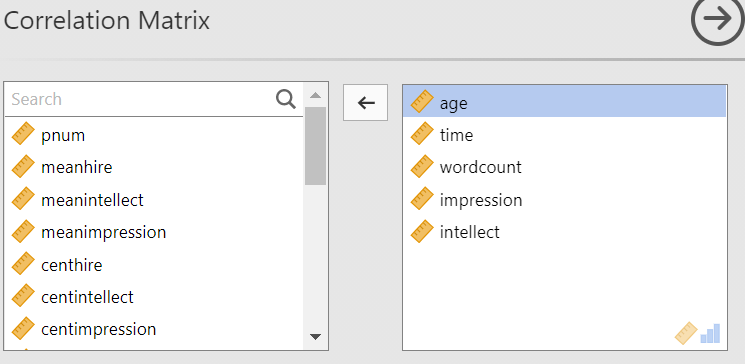 Correlation Matrix
Search
pnum
meanhire
meanintellect
meanimpression
centhire
centintellect
centimpression
age
time
wordcount
impression
intellect